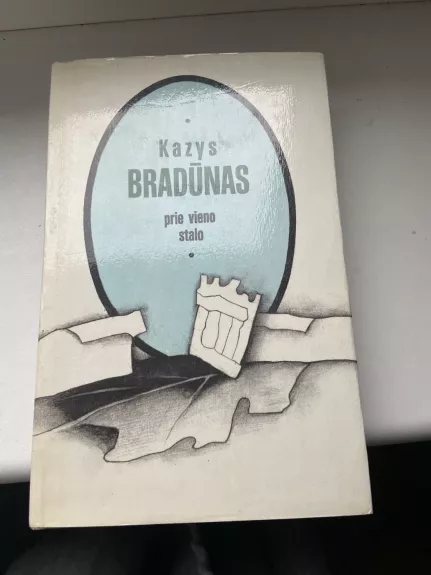 Kazys
BRADŪNAS
prie vieno
stalo